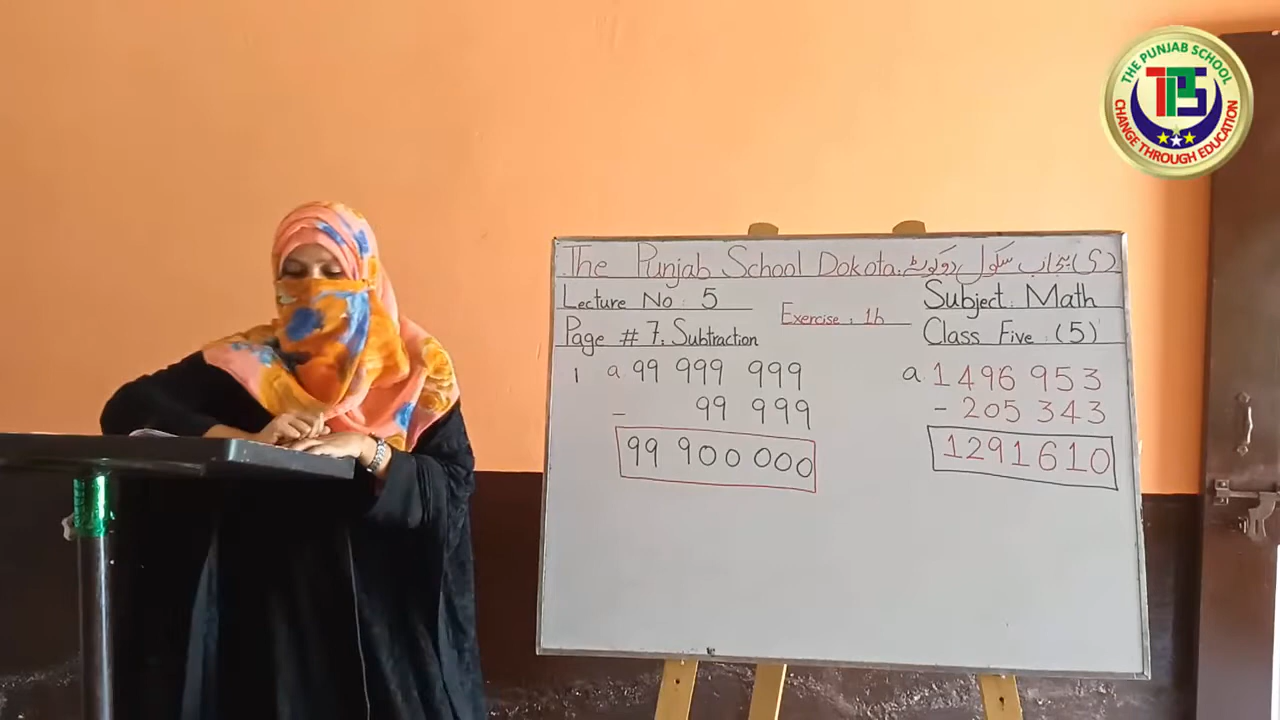 THE PUNJAB SCHOOL
TPS
CHANGE THROUGH EDUCATION
The Punjab School Dokota. دی پنجاب سکول دوکوٹہ
Lecture No : 5
Exercise : 1b
Subject : Math
Page # 7. Subtraction
Class Five : (5)
1 a 99 999 999
- 99 999
99 900 000
a. 1 496 953
- 205 343
1291610